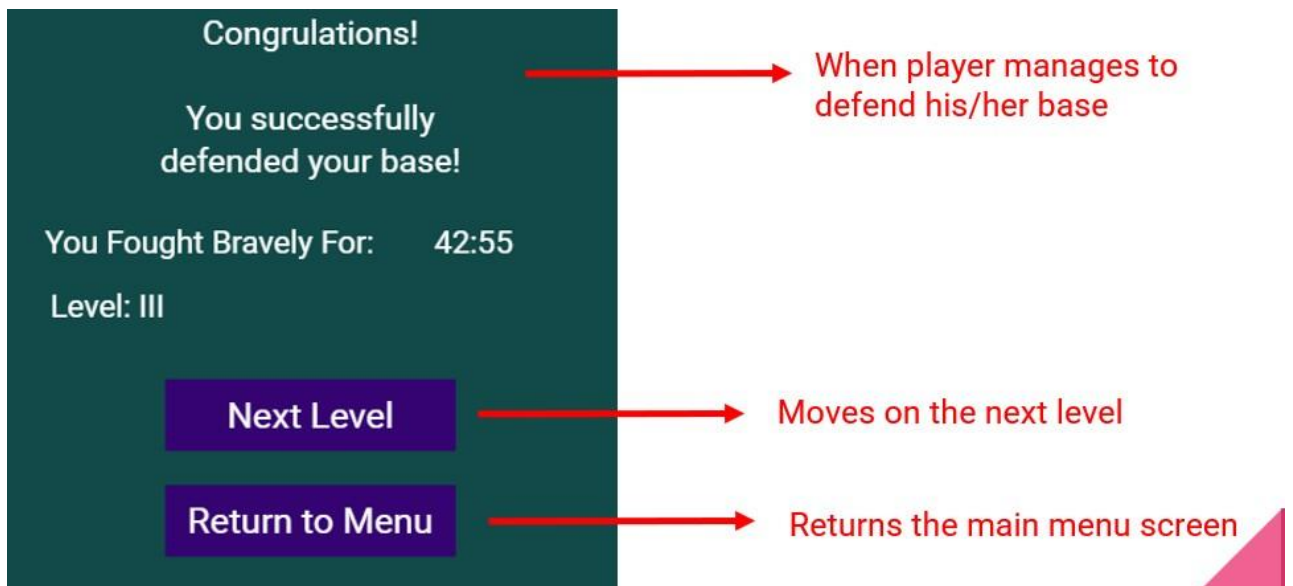 Congrulations!
When player manages to
defend his/her base
You successfully
defended your base!
You Fought Bravely For: 42:55
Level: III
Next Level
Moves on the next level
Return to Menu
Returns the main menu screen